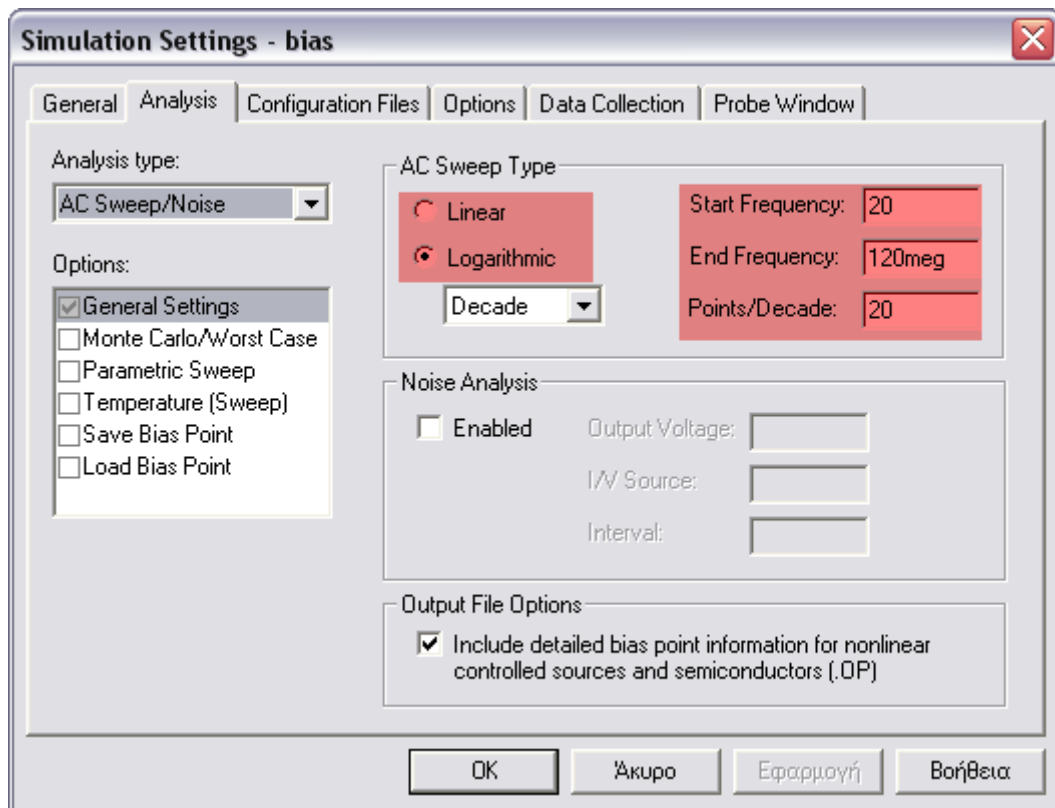 Simulation Settings - bias
General Analysis Configuration Files Options Data Collection Probe Window
Analysis type:
AC Sweep/Noise
Options:
General Settings
Monte Carlo/Worst Case
Parametric Sweep
Temperature (Sweep)
Save Bias Point
Load Bias Point
AC Sweep Type
Linear
Logarithmic
Decade
Start Frequency: 20
End Frequency: 120meg
Points/Decade: 20
Noise Analysis
Enabled
Output Voltage:
I/V Source:
Interval:
Output File Options
Include detailed bias point information for nonlinear
controlled sources and semiconductors (.OP)
OK Άκυρο Εφαρμογή Βοήθεια